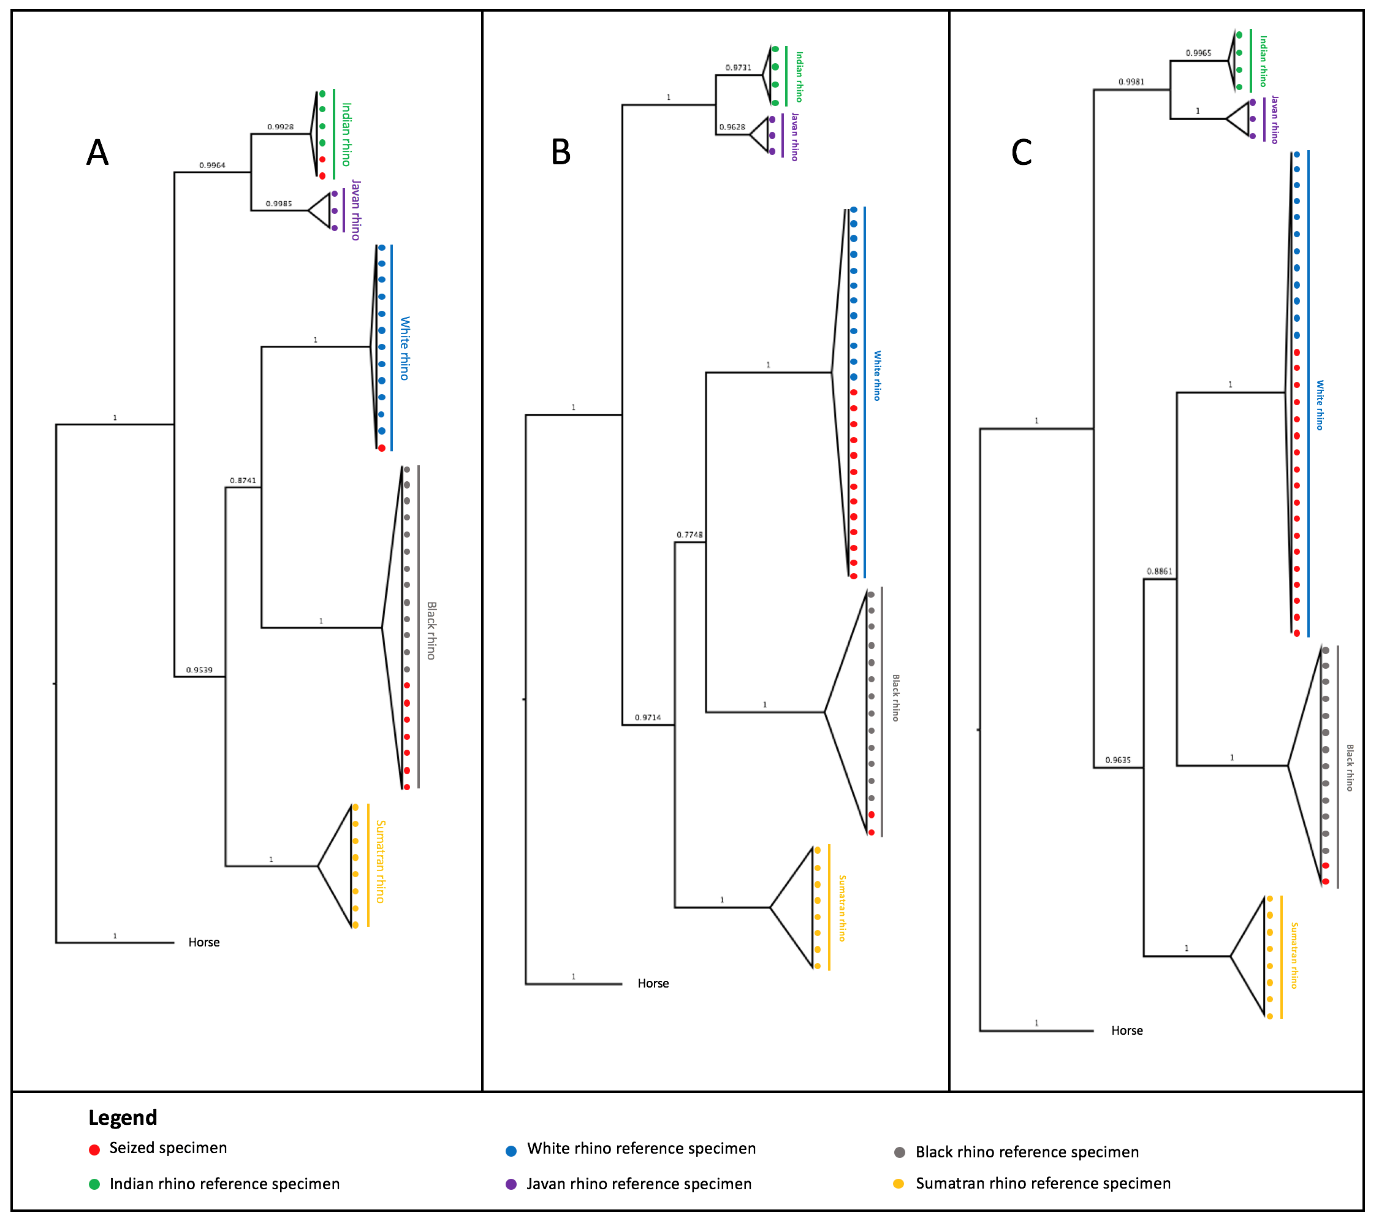 A
0.9928
0.9964
0.9985
Indian rhino
Javan rhino
1
White rhino
1
0.8741
1
Black rhino
0.9539
1
Sumatran rhino
1
Horse
B
0.9731
1
0.9628
Indian rhino
Javan rhino
1
White rhino
1
0.7748
1
Black rhino
0.9714
1
Sumatran rhino
1
Horse
C
0.9965
0.9981
1
Indian rhino
Javan rhino
1
White rhino
1
0.8861
1
Black rhino
0.9635
1
Sumatran rhino
1
Horse
Legend
Seized specimen
White rhino reference specimen
Black rhino reference specimen
Indian rhino reference specimen
Javan rhino reference specimen
Sumatran rhino reference specimen